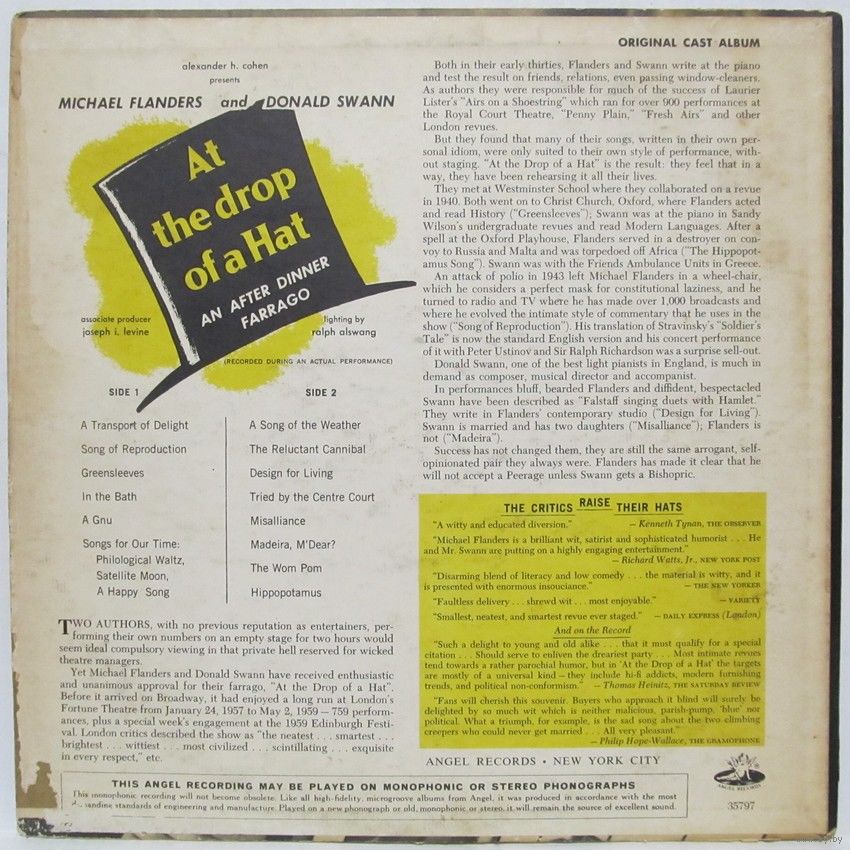 ORIGINAL CAST ALBUM
alexander h. cohen
presents
MICHAEL FLANDERS and DONALD SWANN
At
the drop
of a Hat
AN AFTER DINNER
FARRAGO
associate producer
joseph i. levine
lighting by
ralph alswang
(RECORDED DURING AN ACTUAL PERFORMANCE)
SIDE 1
A Transport of Delight
Song of Reproduction
Greensleeves
In the Bath
A Gnu
Songs for Our Time:
Philological Waltz,
Satellite Moon,
A Happy Song
SIDE 2
A Song of the Weather
The Reluctant Cannibal
Design for Living
Tried by the Centre Court
Misalliance
Madeira, M'Dear?
The Wom Pom
Hippopotamus
TWO AUTHORS, with no previous reputation as entertainers, per-
forming their own numbers on an empty stage for two hours would
seem ideal compulsory viewing in that private hell reserved for wicked
theatre managers.
Yet Michael Flanders and Donald Swann have received enthusiastic
and unanimous approval for their farrago, "At the Drop of a Hat".
Before it arrived on Broadway, it had enjoyed a long run at London's
Fortune Theatre from January 24, 1957 to May 2, 1959 — 759 perform-
ances, plus a special week's engagement at the 1959 Edinburgh Festi-
val. London critics described the show as "the neatest . . . smartest . . .
brightest . . . wittiest . . . most civilized . . . scintillating . . . exquisite
in every respect," etc.
Both in their early thirties, Flanders and Swann write at the piano
and test the result on friends, relations, even passing window-cleaners.
As authors they were responsible for much of the success of Laurier
Lister's "Airs on a Shoestring" which ran for over 900 performances at
the Royal Court Theatre, "Penny Plain," "Fresh Airs" and other
London revues.
But they found that many of their songs, written in their own per-
sonal idiom, were only suited to their own style of performance, with-
out staging. "At the Drop of a Hat" is the result: they feel that in a
way, they have been rehearsing it all their lives.
They met at Westminster School where they collaborated on a revue
in 1940. Both went on to Christ Church, Oxford, where Flanders acted
and read History ("Greensleeves"); Swann was at the piano in Sandy
Wilson's undergraduate revues and read Modern Languages. After a
spell at the Oxford Playhouse, Flanders served in a destroyer on con-
voy to Russia and Malta and was torpedoed off Africa ("The Hippopot-
amus Song"). Swann was with the Friends Ambulance Units in Greece.
An attack of polio in 1943 left Michael Flanders in a wheel-chair,
which he considers a perfect mask for constitutional laziness, and he
turned to radio and TV where he has made over 1,000 broadcasts and
where he evolved the intimate style of commentary that he uses in the
show ("Song of Reproduction"). His translation of Stravinsky's "Soldier's
Tale" is now the standard English version and his concert performance
of it with Peter Ustinov and Sir Ralph Richardson was a surprise sell-out.
Donald Swann, one of the best light pianists in England, is much in
demand as composer, musical director and accompanist.
In performances bluff, bearded Flanders and diffident, bespectacled
Swann have been described as "Falstaff singing duets with Hamlet."
They write in Flanders' contemporary studio ("Design for Living").
Swann is married and has two daughters ("Misalliance"); Flanders is
not ("Madeira").
Success has not changed them, they are still the same arrogant, self-
opinionated pair they always were. Flanders has made it clear that he
will not accept a Peerage unless Swann gets a Bishopric.
THE CRITICS RAISE THEIR HATS
"A witty and educated diversion." — Kenneth Tynan, THE OBSERVER
"Michael Flanders is a brilliant wit, satirist and sophisticated humorist . . . He
and Mr. Swann are putting on a highly engaging entertainment."
— Richard Watts, Jr., NEW YORK POST
"Disarming blend of literacy and low comedy . . . the material is witty, and it
is presented with enormous insouciance." — THE NEW YORKER
"Faultless delivery . . . shrewd wit . . . most enjoyable." — VARIETY
"Smallest, neatest, and smartest revue ever staged." — DAILY EXPRESS (London)
And on the Record
"Such a delight to young and old alike . . . that it must qualify for a special
citation . . . Should serve to enliven the dreariest party . . . Most intimate revues
tend towards a rather parochial humor, but in 'At the Drop of a Hat' the targets
are mostly of a universal kind — they include hi-fi addicts, modern furnishing
trends, and political non-conformism." — Thomas Heinitz, THE SATURDAY REVIEW
"Fans will cherish this souvenir. Buyers who approach it blind will surely be
delighted by so much wit which is neither malicious, parish-pump, 'blue' nor
political. What a triumph, for example, is the sad song about the two climbing
creepers who could never get married . . . All very pleasant."
— Philip Hope-Wallace, THE GRAMOPHONE
ANGEL RECORDS • NEW YORK CITY
ANGEL RECORDS
35797
THIS ANGEL RECORDING MAY BE PLAYED ON MONOPHONIC OR STEREO PHONOGRAPHS
This monophonic recording will not become obsolete. Like all high-fidelity, microgroove albums from Angel, it was produced in accordance with the most
standards of engineering and manufacture. Played on a new phonograph or old, monophonic or stereo, it will remain the source of excellent sound.